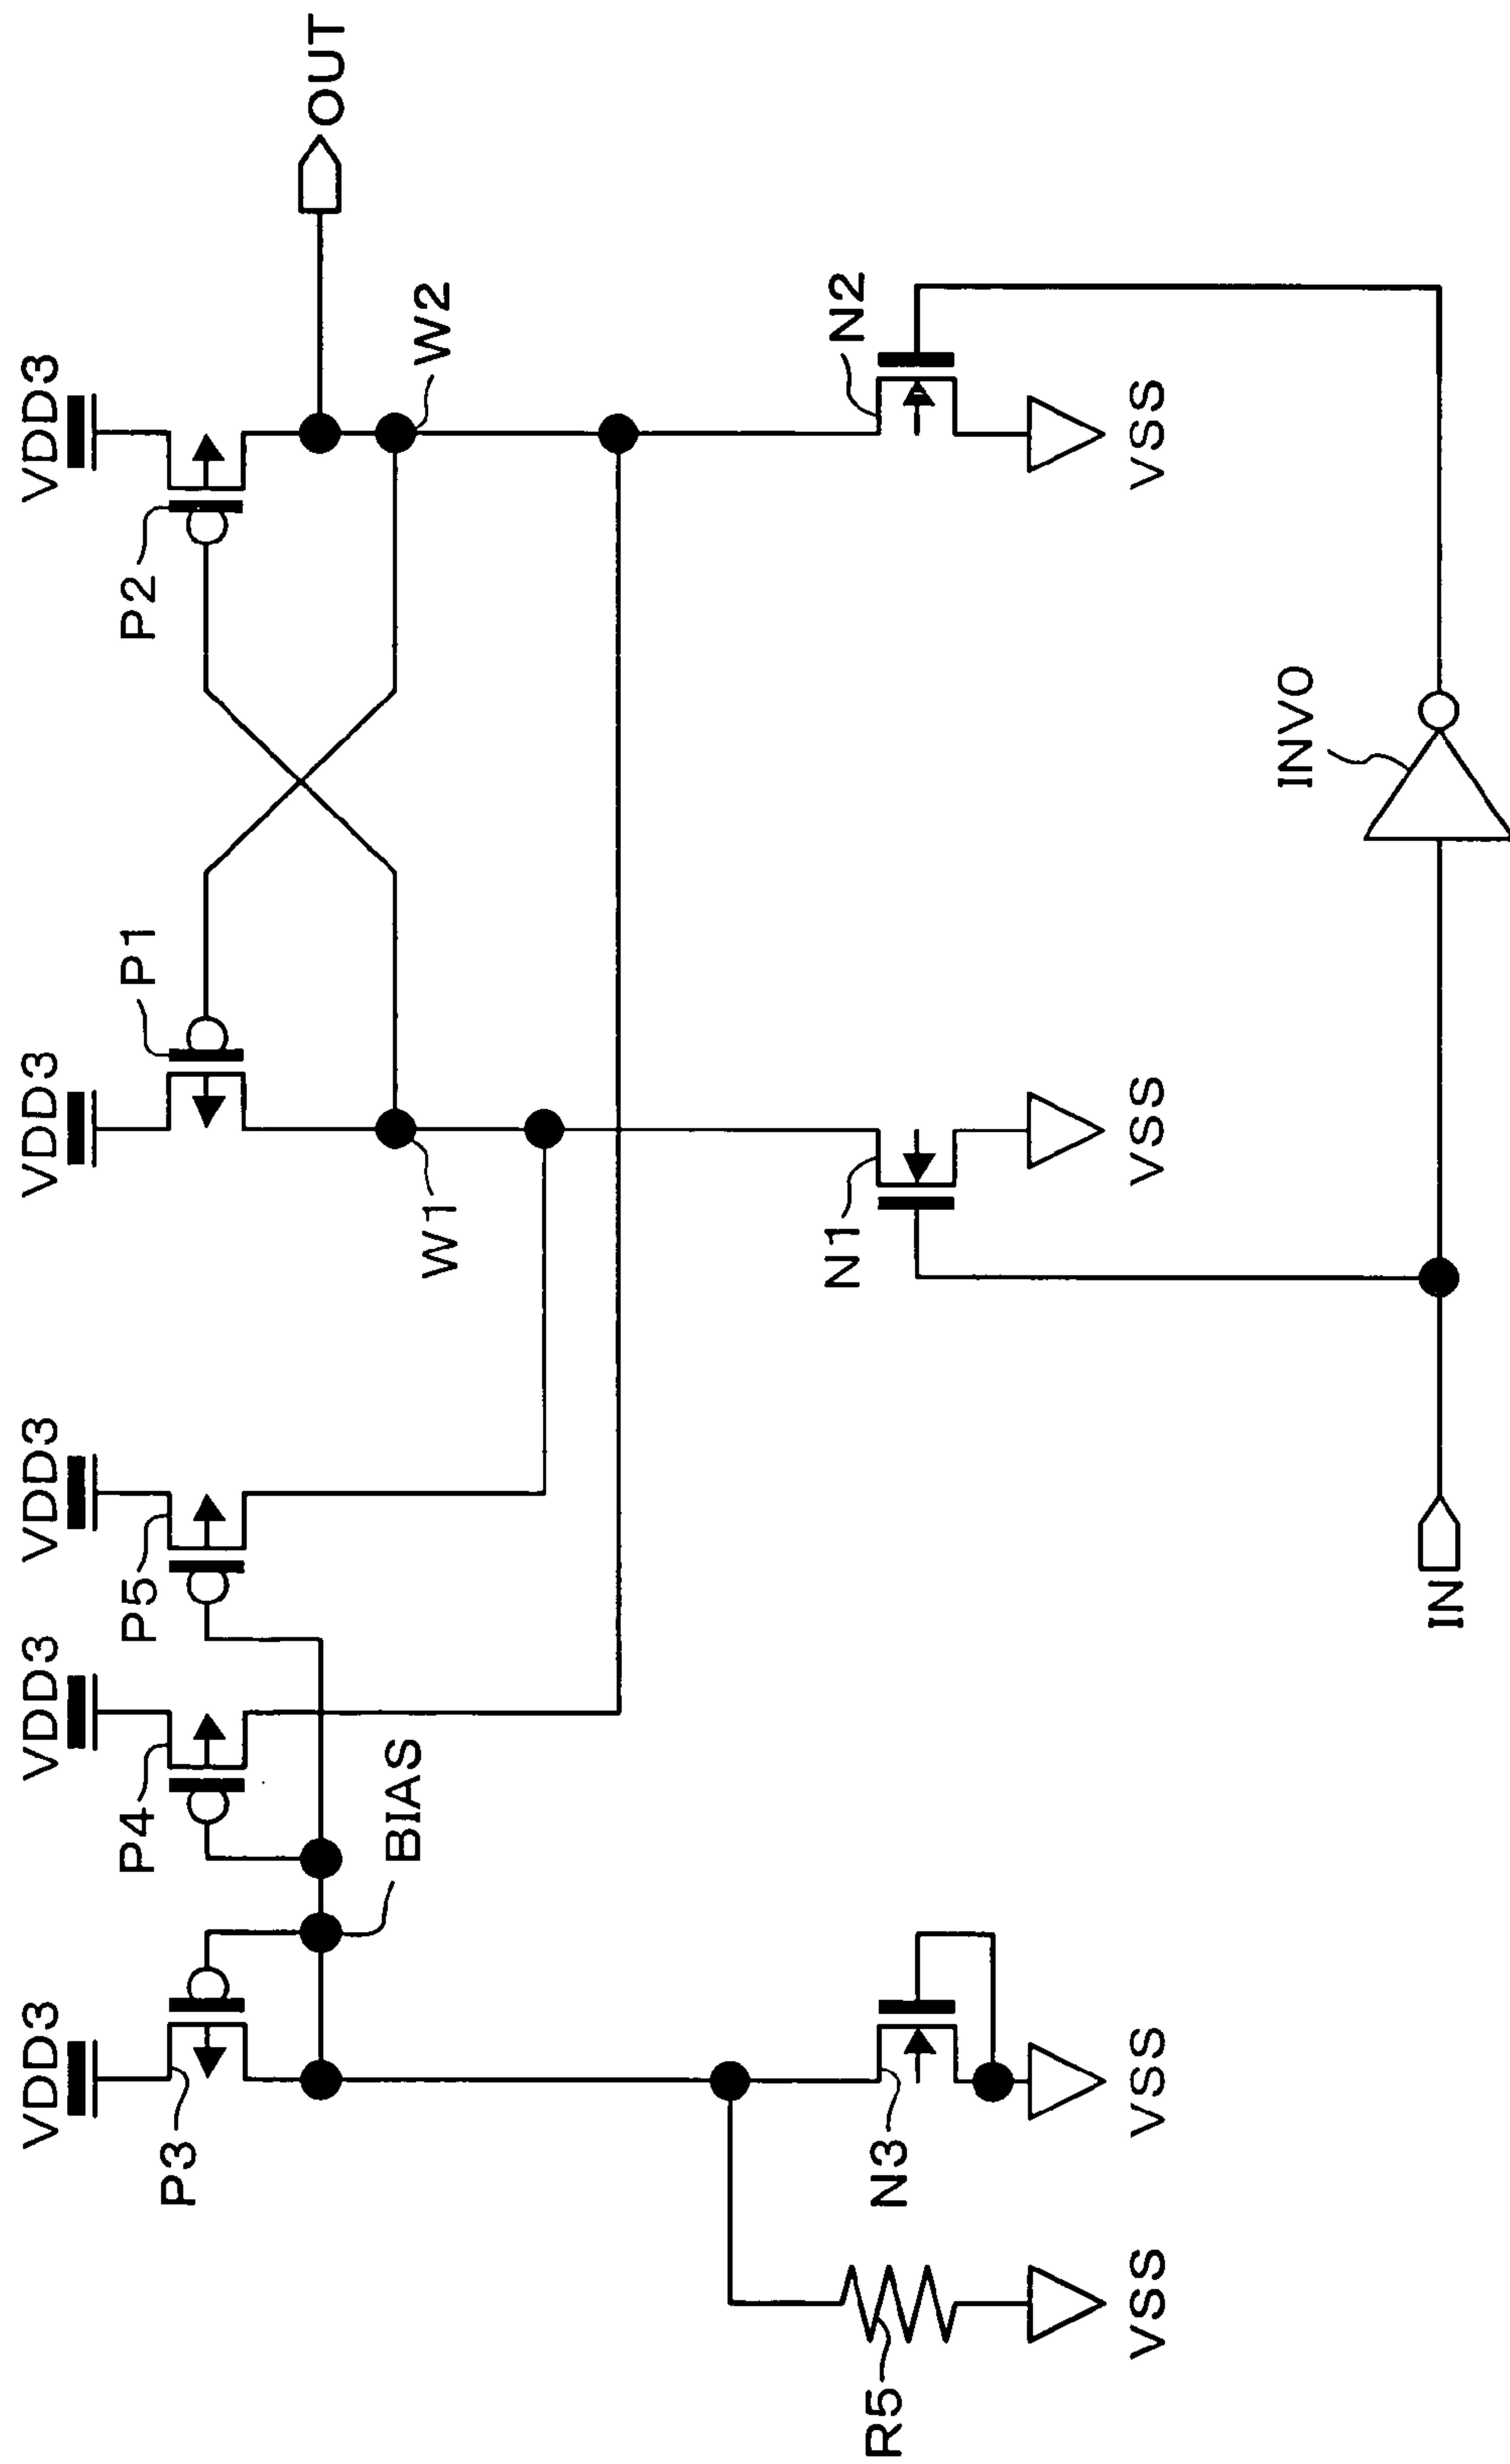 VDD3
VDD3
VDD3
VDD3
VDD3
P3
P4
P5
P1
P2
OUT
BIAS
W1
W2
R5
N3
N1
N2
VSS
VSS
VSS
VSS
INV0
IN